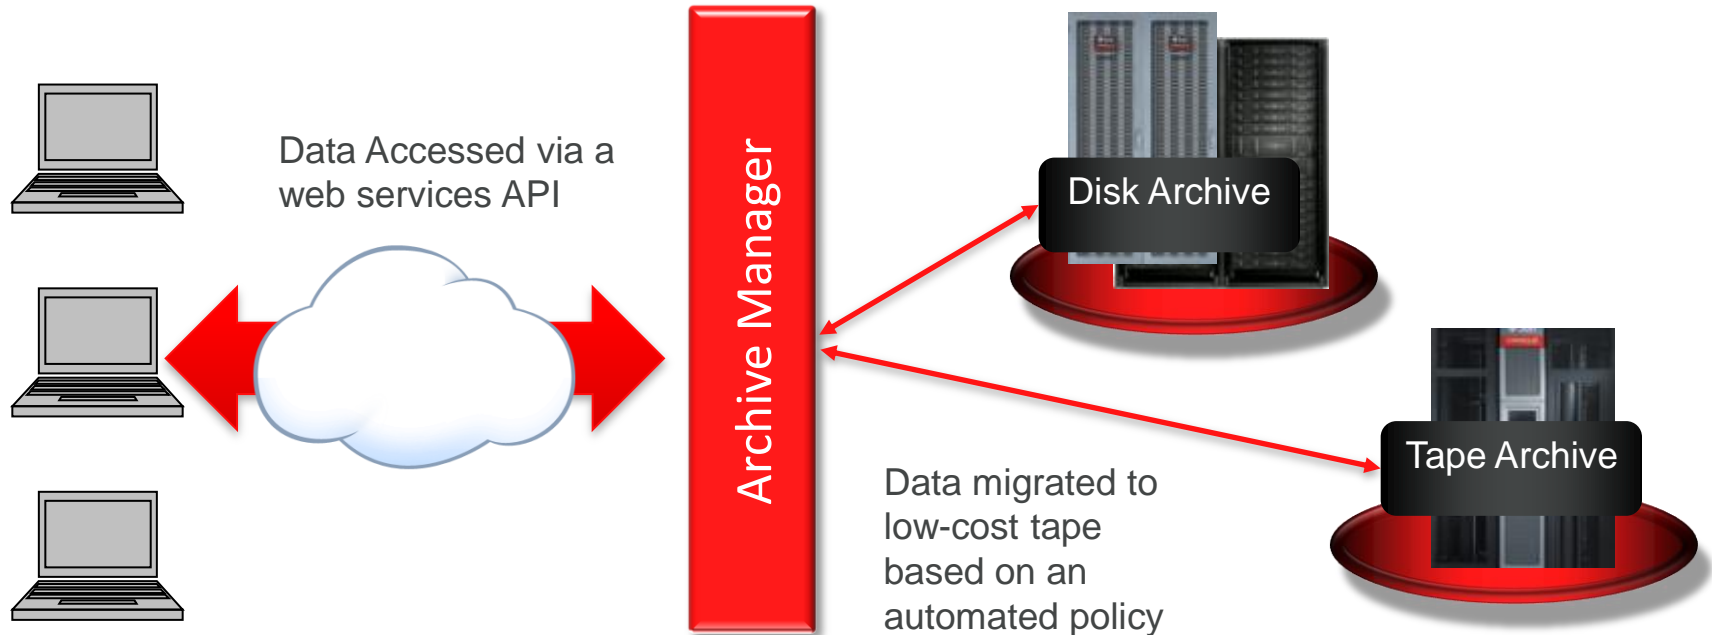 Data Accessed via a
web services API
Archive Manager
Disk Archive
Tape Archive
Data migrated to
low-cost tape
based on an
automated policy